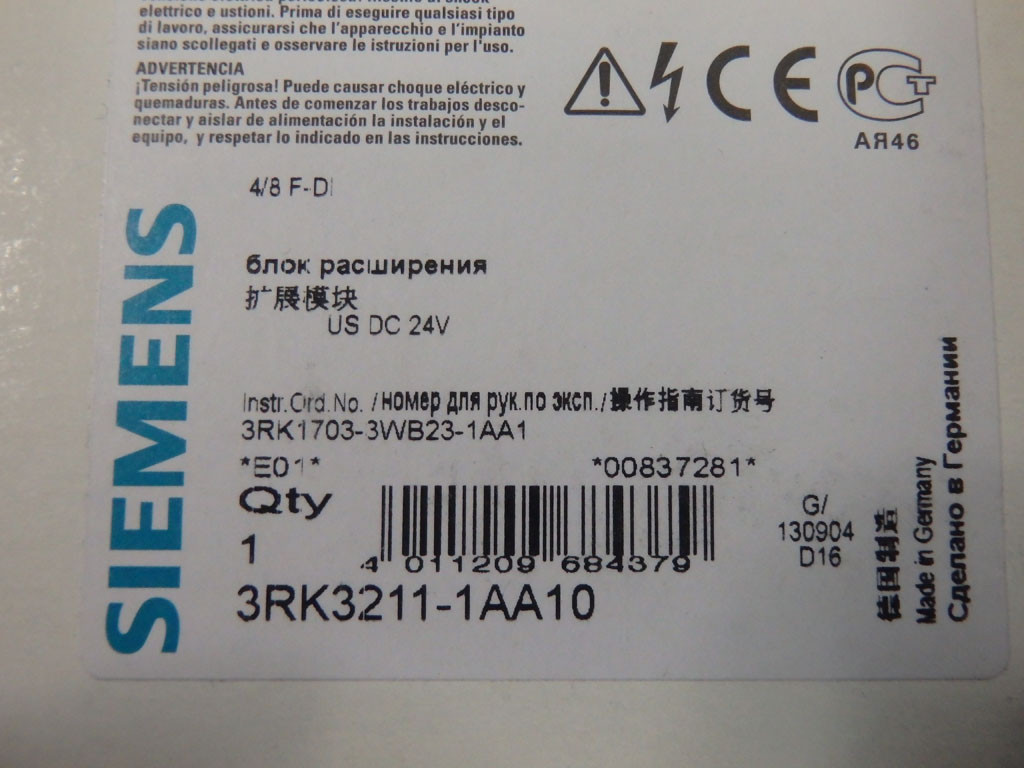 elettrico e ustioni. Prima di eseguire qualsiasi tipo
di lavoro, assicurarsi che l'apparecchio e l'impianto
siano scollegati e osservare le istruzioni per l'uso.
ADVERTENCIA
¡Tensión peligrosa! Puede causar choque eléctrico y
quemaduras. Antes de comenzar los trabajos desco-
nectar y aislar de alimentación la instalación y el
equipo, y respetar lo indicado en las instrucciones.
CE
РСТ
АЯ46
SIEMENS
4/8 F-DI
блок расширения
扩展模块
US DC 24V
Instr.Ord.No. /номер для рук.по эксп./操作指南订货号
3RK1703-3WB23-1AA1
*E01*
*00837281*
Qty
1
4 011209 684379
3RK3211-1AA10
G/
130904
D16
德国制造
Made in Germany
Сделано в Германии